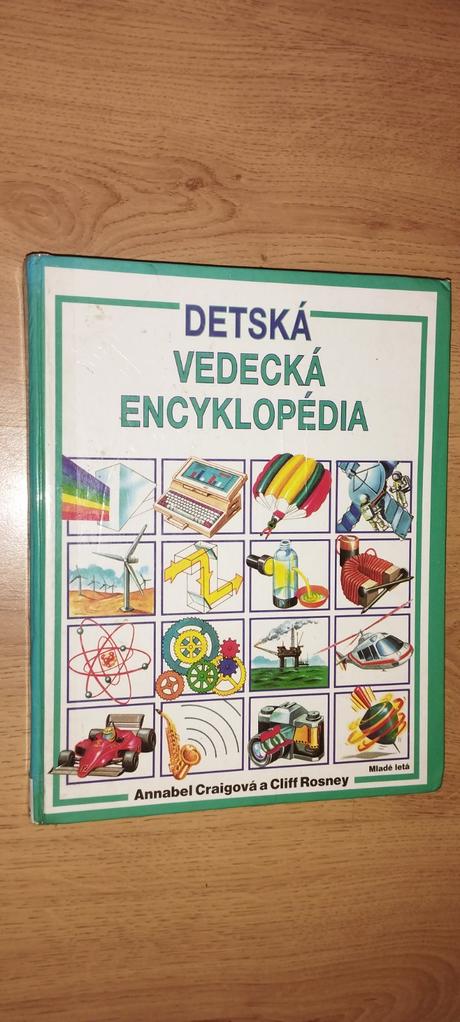 DETSKÁ
VEDECKÁ
ENCYKLOPÉDIA
Mladé letá
Annabel Craigová a Cliff Rosney